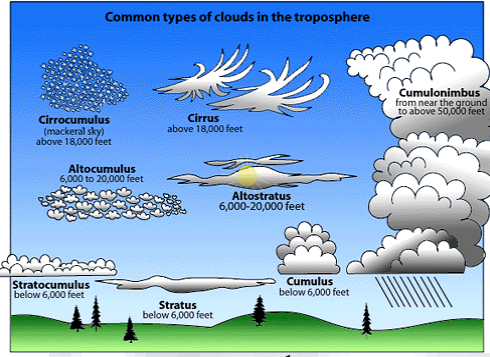 Common types of clouds in the troposphere
Cirrocumulus
(mackeral sky)
above 18,000 feet
Cirrus
above 18,000 feet
Cumulonimbus
from near the ground
to above 50,000 feet
Altocumulus
6,000 to 20,000 feet
Altostratus
6,000-20,000 feet
Stratocumulus
below 6,000 feet
Stratus
below 6,000 feet
Cumulus
below 6,000 feet